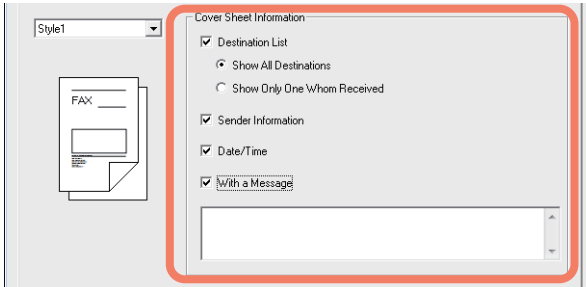 Style1
FAX
Cover Sheet Information
Destination List
Show All Destinations
Show Only One Whom Received
Sender Information
Date/Time
With a Message